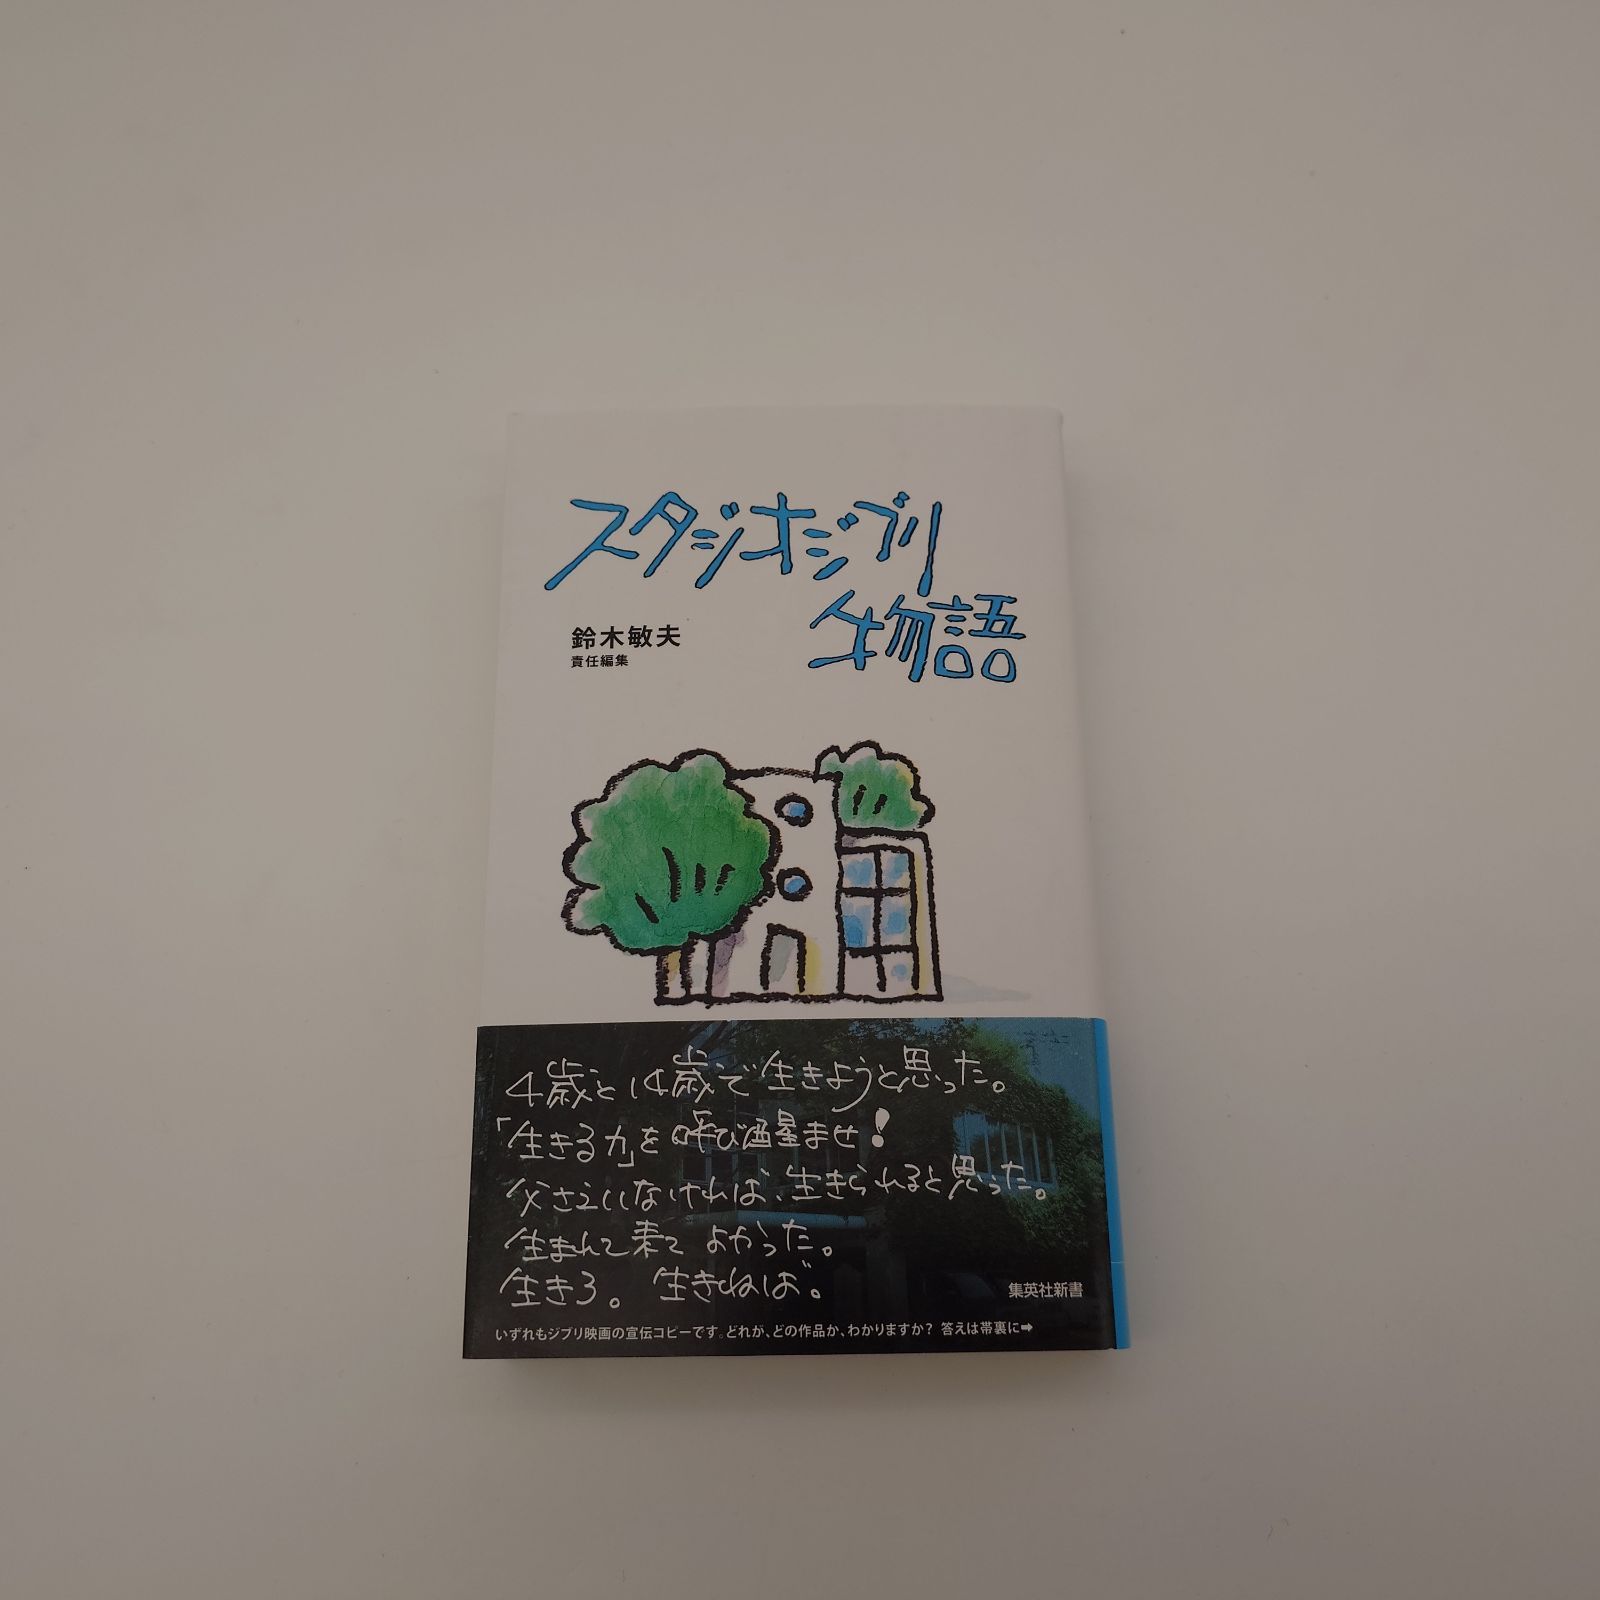 スタジオジブリ
物語
鈴木敏夫
責任編集
4歳と14歳で生きようと思った。
「生きる力」を呼び醒ませ!
父さえいなければ、生きられると思った。
生まれて来てよかった。
生きろ。 生きねば。
集英社新書
いずれもジブリ映画の宣伝コピーです。どれが、どの作品か、わかりますか? 答えは帯裏に➡